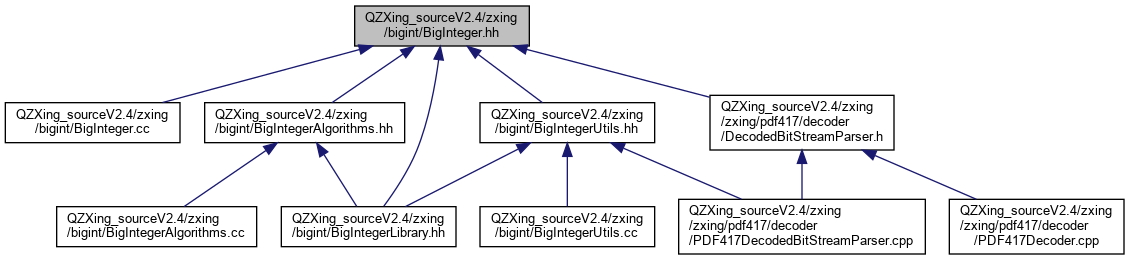 QZXing_sourceV2.4/zxing
/bigint/BigInteger.hh
QZXing_sourceV2.4/zxing
/bigint/BigInteger.cc
QZXing_sourceV2.4/zxing
/bigint/BigIntegerAlgorithms.hh
QZXing_sourceV2.4/zxing
/bigint/BigIntegerUtils.hh
QZXing_sourceV2.4/zxing
/zxing/pdf417/decoder
/DecodedBitStreamParser.h
QZXing_sourceV2.4/zxing
/bigint/BigIntegerAlgorithms.cc
QZXing_sourceV2.4/zxing
/bigint/BigIntegerLibrary.hh
QZXing_sourceV2.4/zxing
/bigint/BigIntegerUtils.cc
QZXing_sourceV2.4/zxing
/zxing/pdf417/decoder
/PDF417DecodedBitStreamParser.cpp
QZXing_sourceV2.4/zxing
/zxing/pdf417/decoder
/PDF417Decoder.cpp